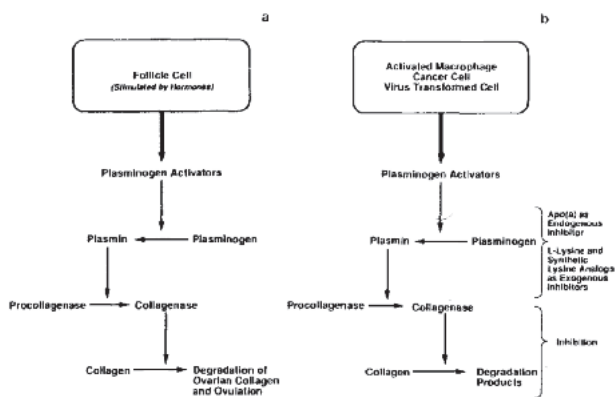 a
Follicle Cell
(Stimulated by Hormones)
Plasminogen Activators
Plasmin
Plasminogen
Procollagenase
Collagenase
Collagen
Degradation of
Ovarian Collagen
and Ovulation
b
Activated Macrophage
Cancer Cell
Virus Transformed Cell
Plasminogen Activators
Plasmin
Plasminogen
Apo(a) as
Endogenous
Inhibitor
L-Lysine and
Synthetic
Lysine Analogs
as Exogenous
Inhibitors
Procollagenase
Collagenase
Inhibition
Collagen
Degradation
Products